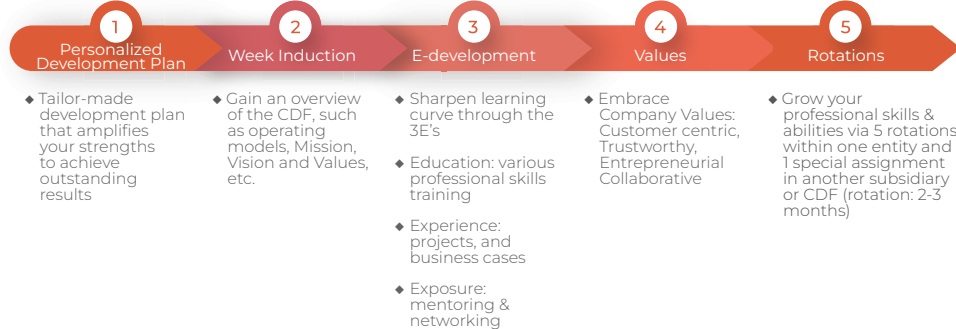 1
Personalized
Development Plan
◆ Tailor-made
development plan
that amplifies
your strengths
to achieve
outstanding
results
2
Week Induction
◆ Gain an overview
of the CDF, such
as operating
models, Mission,
Vision and Values,
etc.
3
E-development
◆ Sharpen learning
curve through the
3E’s
◆ Education: various
professional skills
training
◆ Experience:
projects, and
business cases
◆ Exposure:
mentoring &
networking
4
Values
◆ Embrace
Company Values:
Customer centric,
Trustworthy,
Entrepreneurial
Collaborative
5
Rotations
◆ Grow your
professional skills &
abilities via 5 rotations
within one entity and
1 special assignment
in another subsidiary
or CDF (rotation: 2-3
months)